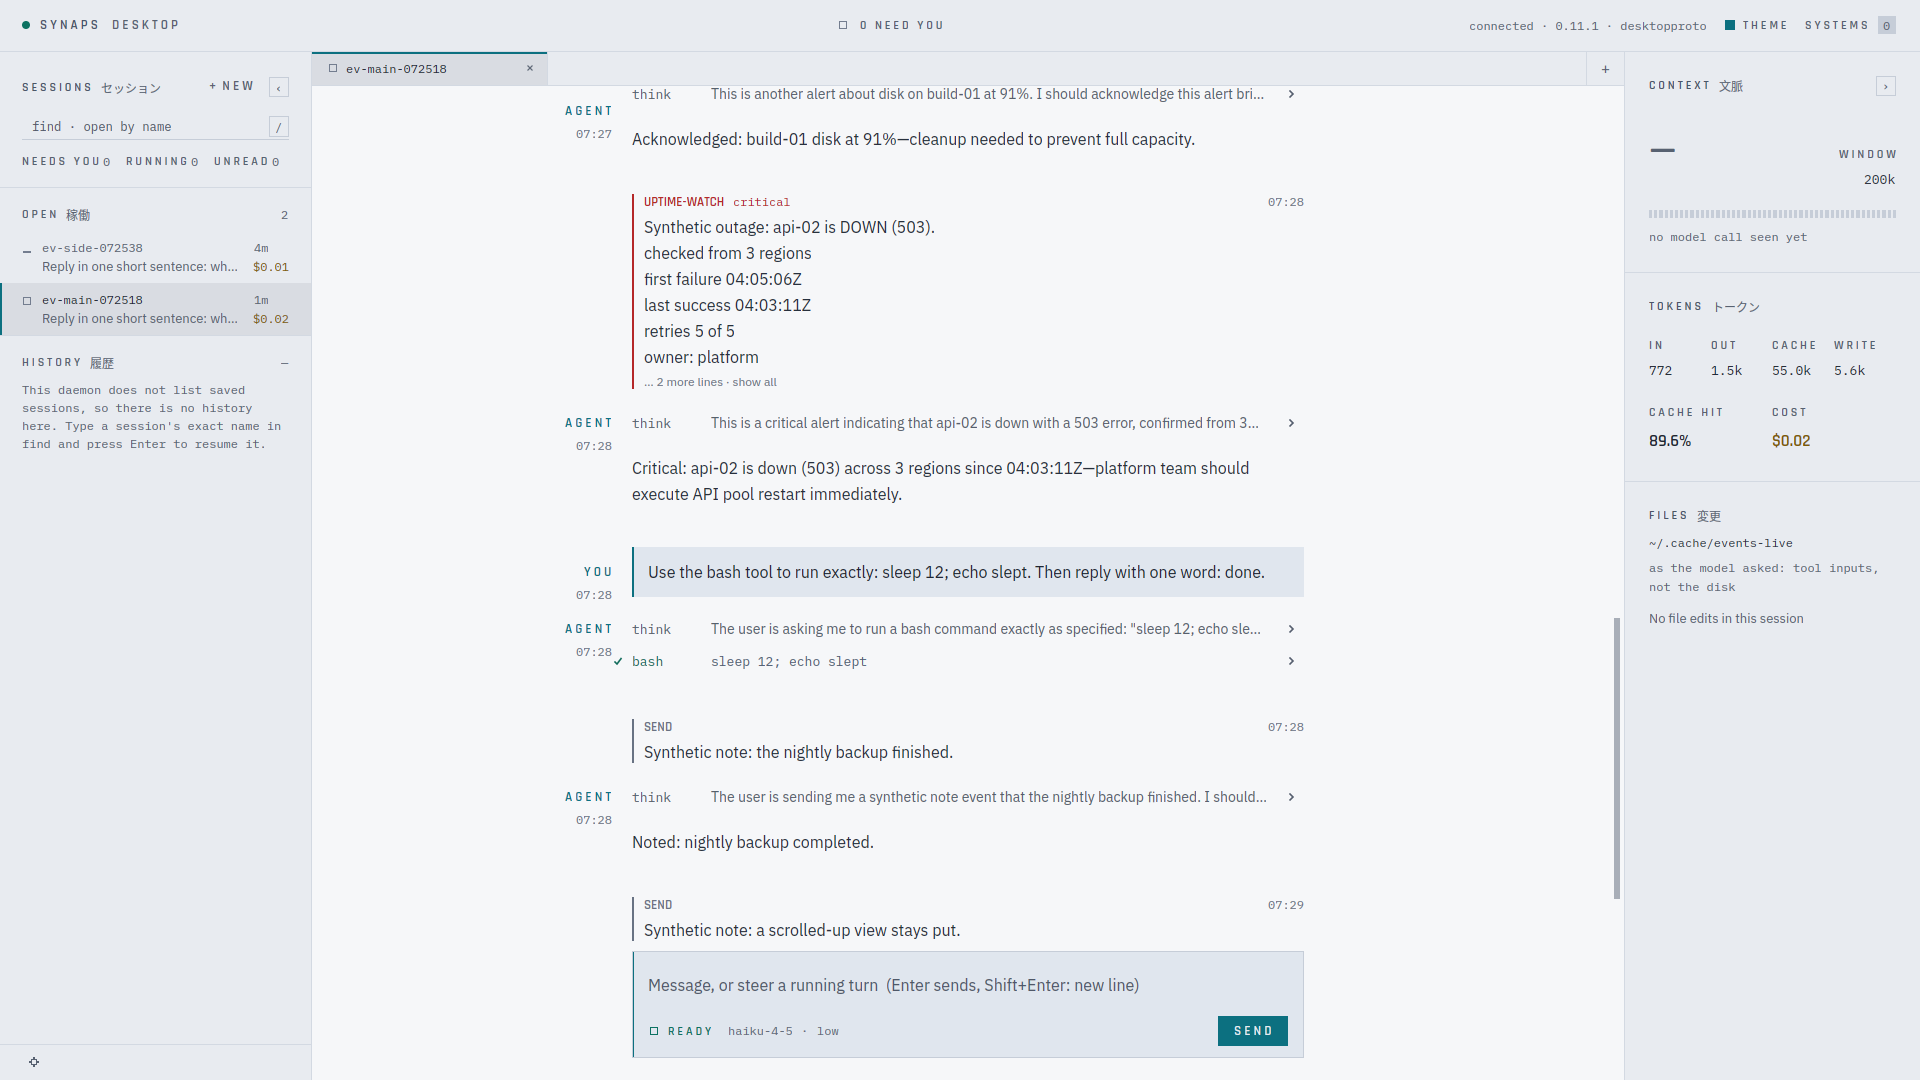 SYNAPS DESKTOP
0 NEED YOU
connected · 0.11.1 · desktopproto
THEME
SYSTEMS 0
SESSIONS セッション
+ NEW
‹
find · open by name
/
NEEDS YOU 0 RUNNING 0 UNREAD 0
OPEN 稼働 2
ev-side-072538 4m
Reply in one short sentence: wh... $0.01
ev-main-072518 1m
Reply in one short sentence: wh... $0.02
HISTORY 履歴 —
This daemon does not list saved
sessions, so there is no history
here. Type a session's exact name in
find and press Enter to resume it.
ev-main-072518 ×
+
think This is another alert about disk on build-01 at 91%. I should acknowledge this alert bri... ›
AGENT
07:27
Acknowledged: build-01 disk at 91%—cleanup needed to prevent full capacity.
UPTIME-WATCH critical 07:28
Synthetic outage: api-02 is DOWN (503).
checked from 3 regions
first failure 04:05:06Z
last success 04:03:11Z
retries 5 of 5
owner: platform
... 2 more lines · show all
AGENT think This is a critical alert indicating that api-02 is down with a 503 error, confirmed from 3... ›
07:28
Critical: api-02 is down (503) across 3 regions since 04:03:11Z—platform team should
execute API pool restart immediately.
YOU
07:28
Use the bash tool to run exactly: sleep 12; echo slept. Then reply with one word: done.
AGENT think The user is asking me to run a bash command exactly as specified: "sleep 12; echo sle... ›
07:28
✓ bash sleep 12; echo slept ›
SEND 07:28
Synthetic note: the nightly backup finished.
AGENT think The user is sending me a synthetic note event that the nightly backup finished. I should... ›
07:28
Noted: nightly backup completed.
SEND 07:29
Synthetic note: a scrolled-up view stays put.
Message, or steer a running turn (Enter sends, Shift+Enter: new line)
READY haiku-4-5 · low
SEND
CONTEXT 文脈
›
—
WINDOW
200k
no model call seen yet
TOKENS トークン
IN OUT CACHE WRITE
772 1.5k 55.0k 5.6k
CACHE HIT COST
89.6% $0.02
FILES 変更
~/.cache/events-live
as the model asked: tool inputs,
not the disk
No file edits in this session